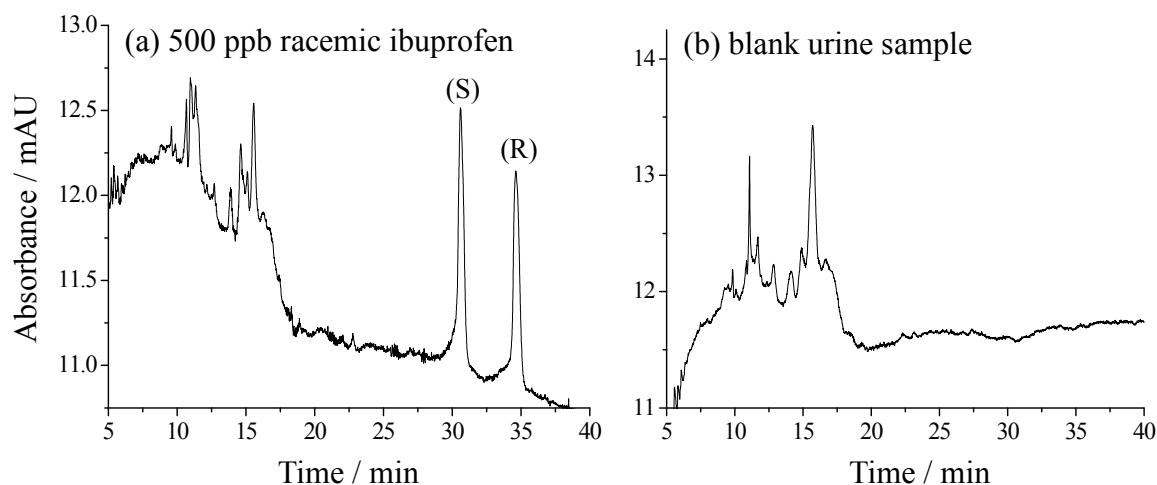 (a) 500 ppb racemic ibuprofen
(S)
(R)
13.0
12.5
12.0
11.5
11.0
Absorbance / mAU
5 10 15 20 25 30 35 40
Time / min
(b) blank urine sample
14
13
12
11
5 10 15 20 25 30 35 40
Time / min